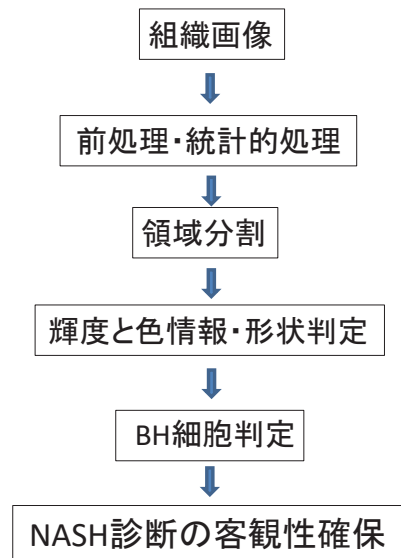 組織画像
前処理・統計的処理
領域分割
輝度と色情報・形状判定
BH細胞判定
NASH診断の客観性確保